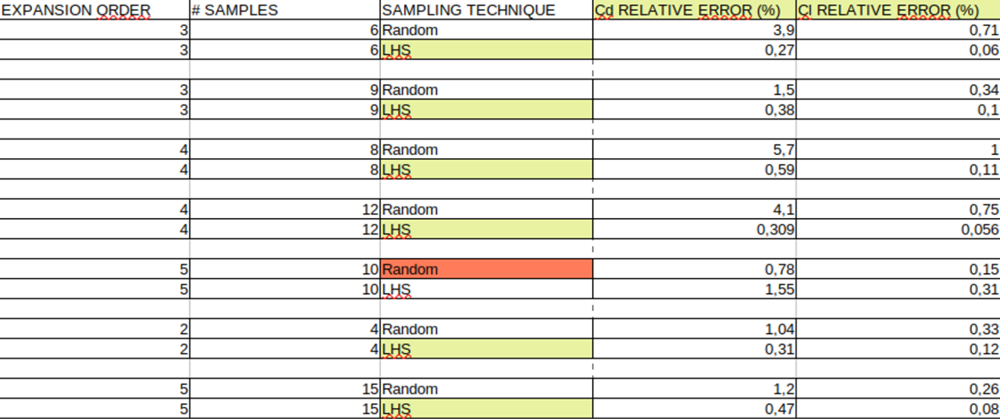 EXPANSION ORDER # SAMPLES SAMPLING TECHNIQUE Cd RELATIVE ERROR (%) Cl RELATIVE ERROR (%)
3 6 Random 3,9 0,71
3 6 LHS 0,27 0,06
3 9 Random 1,5 0,34
3 9 LHS 0,38 0,1
4 8 Random 5,7 1
4 8 LHS 0,59 0,11
4 12 Random 4,1 0,75
4 12 LHS 0,309 0,056
5 10 Random 0,78 0,15
5 10 LHS 1,55 0,31
2 4 Random 1,04 0,33
2 4 LHS 0,31 0,12
5 15 Random 1,2 0,26
5 15 LHS 0,47 0,08